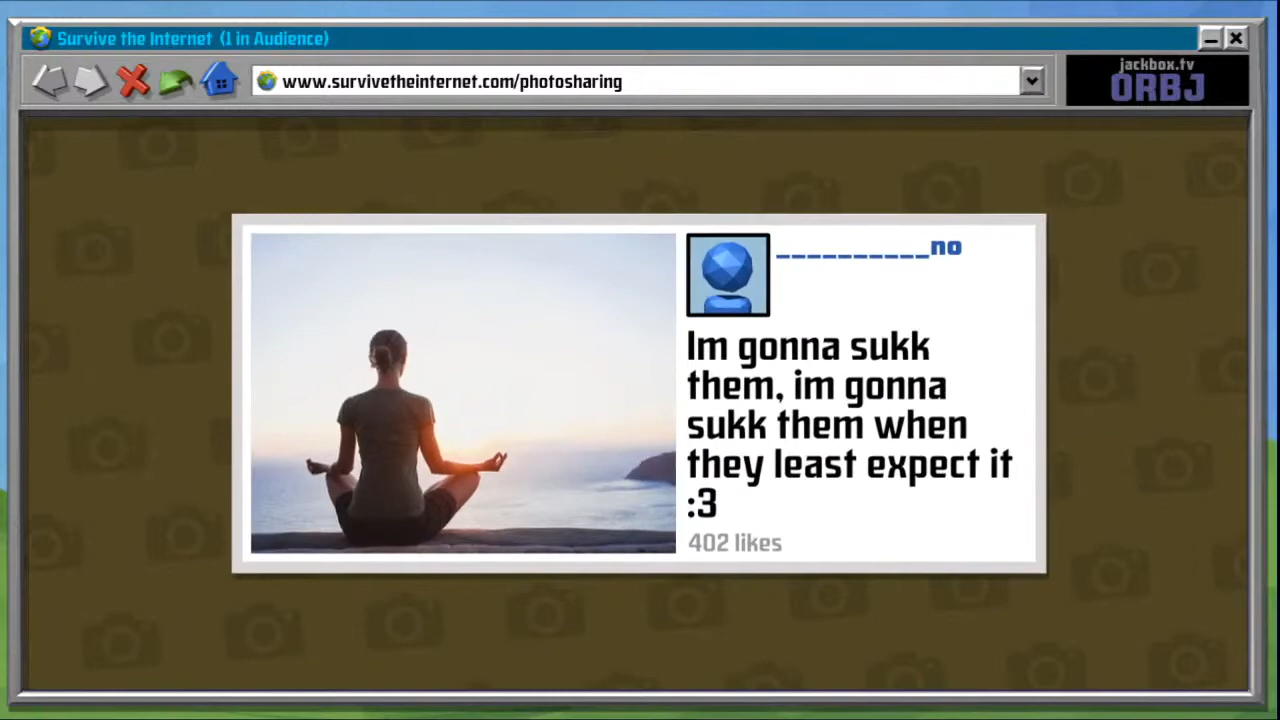 Survive the Internet (1 in Audience)
www.survivetheinternet.com/photosharing
jackbox.tv
ORBJ
__________no
Im gonna sukk
them, im gonna
sukk them when
they least expect it
:3
402 likes